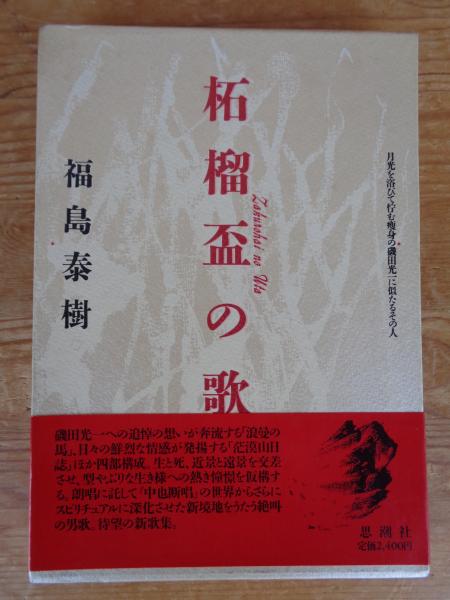 月光を浴びて佇む痩身の磯田光一に似たるその人
柘榴盃の歌
Zakurohai no Uta
福島泰樹
磯田光一への追悼の想いが奔流する「浪曼の
馬」、日々の鮮烈な情感が発揚する「茫漠山日
誌」ほか四部構成。生と死、近景と遠景を交差
させ、型やぶりな生き様への熱き憧憬を仮構す
る。朗唱に託して「中也断唱」の世界からさらに
スピリチュアルに深化させた新境地をうたう絶叫
の男歌。待望の新歌集。
思潮社
定価2,400円